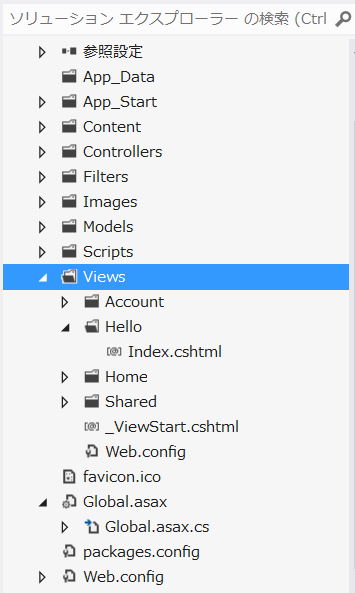 ソリューション エクスプローラー の検索 (Ctrl
参照設定
App_Data
App_Start
Content
Controllers
Filters
Images
Models
Scripts
Views
Account
Hello
Index.cshtml
Home
Shared
_ViewStart.cshtml
Web.config
favicon.ico
Global.asax
Global.asax.cs
packages.config
Web.config